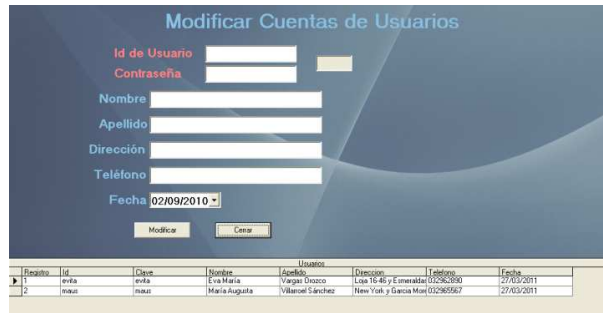 Modificar Cuentas de Usuarios
Id de Usuario
Contraseña
Nombre
Apellido
Dirección
Teléfono
Fecha 02/09/2010
Modificar Cerrar
Usuarios
Registro Id Clave Nombre Apellido Direccion Telefono Fecha
1 evita evita Eva María Vargas Orozco Loja 16-46 y Esmeraldas 032962890 27/03/2011
2 maus maus María Augusta Villarroel Sánchez New York y Garcia 032965567 27/03/2011